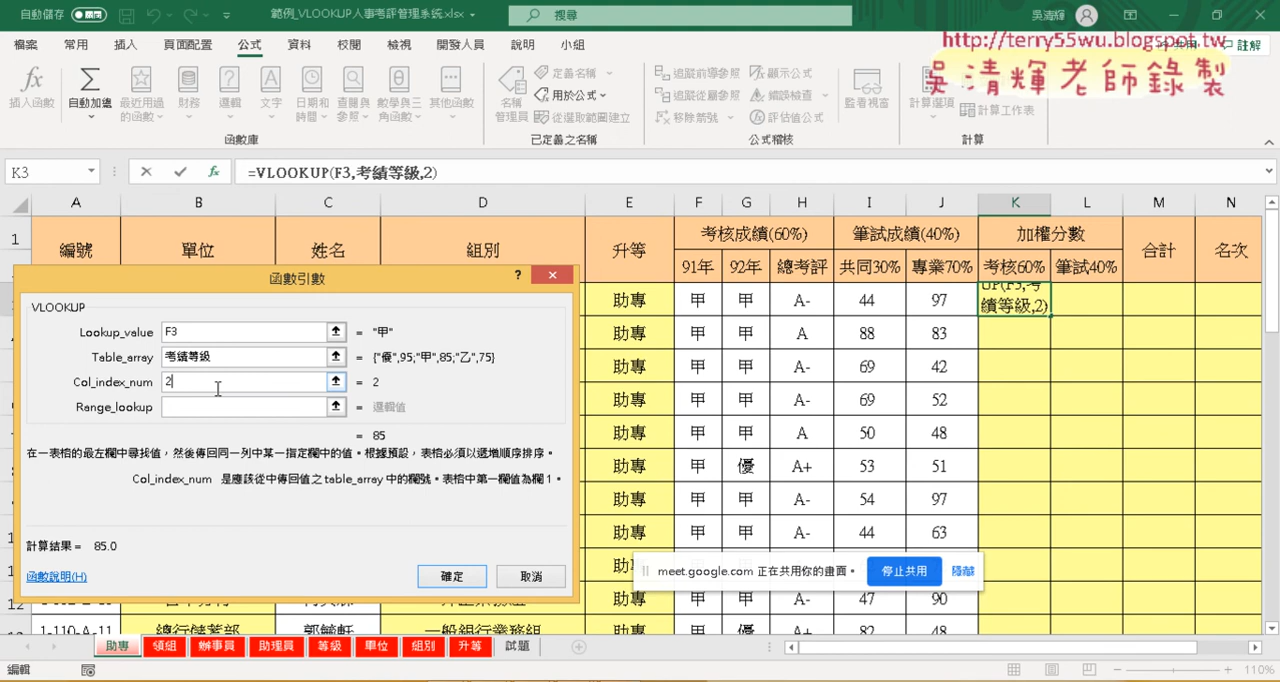 自動儲存
範例_VLOOKUP人事考評管理系統.xlsx
搜尋
吳清輝
檔案 常用 插入 頁面配置 公式 資料 校閱 檢視 開發人員 說明 小組
共用 註解
http://terry55wu.blogspot.tw
吳清輝老師錄製
插入函數 自動加總 最近用過的函數 財務 邏輯 文字 日期和時間 查閱與參照 數學與三角函數 其他函數
函數庫
名稱管理員 定義名稱 用於公式 從選取範圍建立
已定義之名稱
追蹤前導參照 追蹤從屬參照 移除箭號 顯示公式 錯誤檢查 評估值公式 監看視窗
公式稽核
計算選項 計算工作表
計算
K3 fx =VLOOKUP(F3,考績等級,2)
A B C D E F G H I J K L M N
1 編號 單位 姓名 組別 升等 考核成績(60%) 筆試成績(40%) 加權分數 合計 名次
91年 92年 總考評 共同30% 專業70% 考核60% 筆試40%
助專 甲 甲 A- 44 97 UP(F3,考績等級,2)
助專 甲 甲 A 88 83
助專 甲 甲 A- 69 42
助專 甲 甲 A- 69 52
助專 甲 甲 A 50 48
助專 甲 優 A+ 53 51
助專 甲 甲 A- 54 97
助專 甲 甲 A- 44 63
12 助專 甲 甲 A- 47 90
1-110-A-11 總行儲蓄部 郭毓軒 一般銀行業務組 助專 甲 優 A+ 82 48
函數引數
? ×
VLOOKUP
Lookup_value F3 = "甲"
Table_array 考績等級 = {"優",95;"甲",85;"乙",75}
Col_index_num 2 = 2
Range_lookup = 邏輯值
= 85
在一表格的最左欄中尋找值，然後傳回同一列中某一指定欄中的值。根據預設，表格必須以遞增順序排序。
Col_index_num 是應該從中傳回值之 table_array 中的欄號。表格中第一欄值為欄 1。
計算結果 = 85.0
函數說明(H)
確定 取消
meet.google.com 正在共用你的畫面。 停止共用 隱藏
助專 領組 辦事員 助理員 等級 單位 組別 升等 試題
編輯
110%